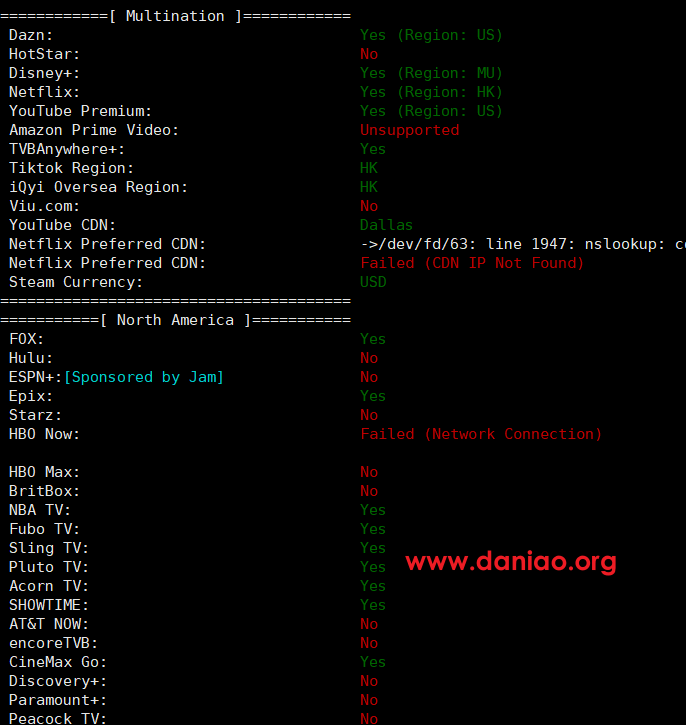 ============[ Multination ]============
Dazn: Yes (Region: US)
HotStar: No
Disney+: Yes (Region: MU)
Netflix: Yes (Region: HK)
YouTube Premium: Yes (Region: US)
Amazon Prime Video: Unsupported
TVBAnywhere+: Yes
Tiktok Region: HK
iQyi Oversea Region: HK
Viu.com: No
YouTube CDN: Dallas
Netflix Preferred CDN: ->/dev/fd/63: line 1947: nslookup: c
Netflix Preferred CDN: Failed (CDN IP Not Found)
Steam Currency: USD
=======================================
===========[ North America ]===========
FOX: Yes
Hulu: No
ESPN+:[Sponsored by Jam] No
Epix: Yes
Starz: No
HBO Now: Failed (Network Connection)
HBO Max: No
BritBox: No
NBA TV: Yes
Fubo TV: Yes
Sling TV: Yes
www.daniao.org
Pluto TV: Yes
Acorn TV: Yes
SHOWTIME: Yes
AT&T NOW: No
encoreTVB: No
CineMax Go: Yes
Discovery+: No
Paramount+: No
Peacock TV: No